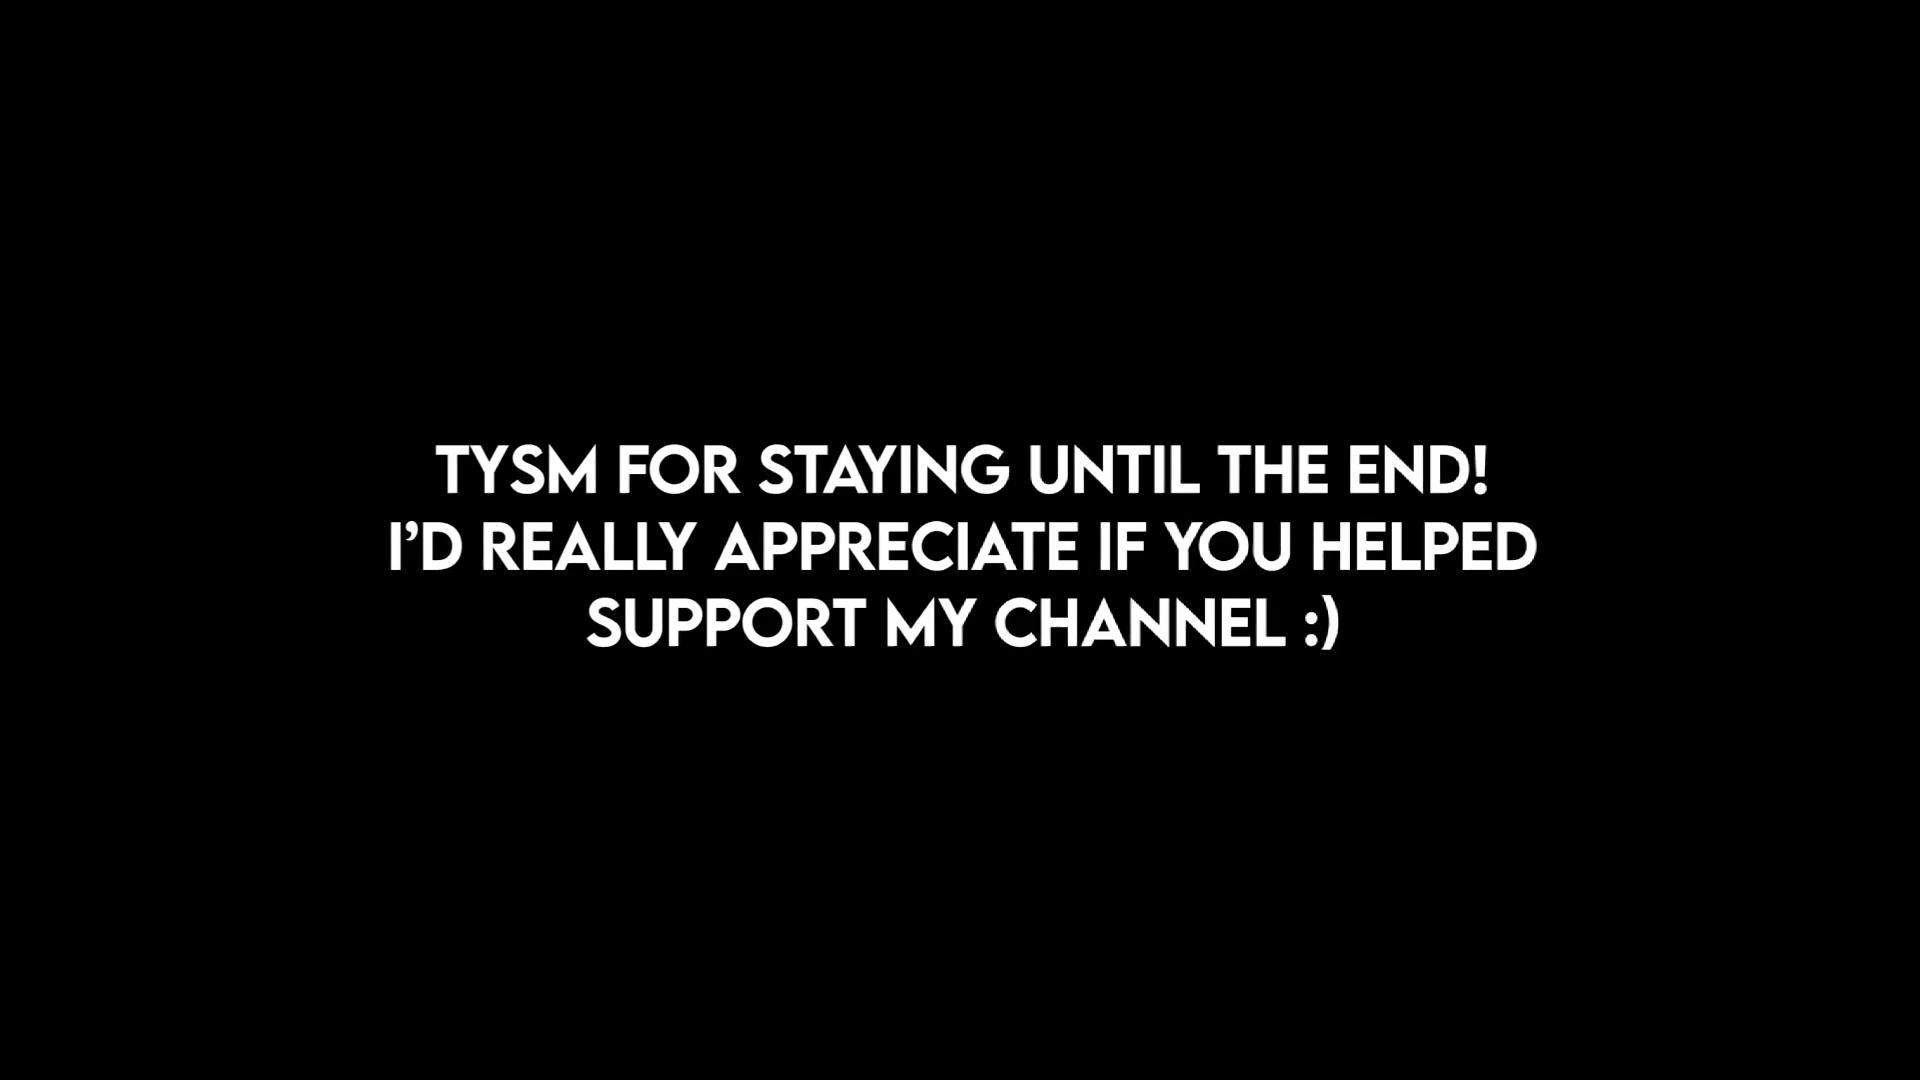 TYSM FOR STAYING UNTIL THE END!
I’D REALLY APPRECIATE IF YOU HELPED
SUPPORT MY CHANNEL :)